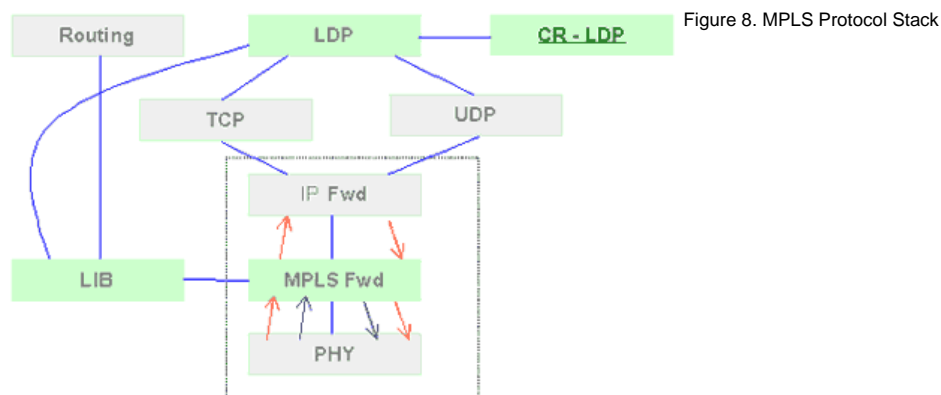 Figure 8. MPLS Protocol Stack
Routing
LDP
CR - LDP
TCP
UDP
IP Fwd
LIB
MPLS Fwd
PHY